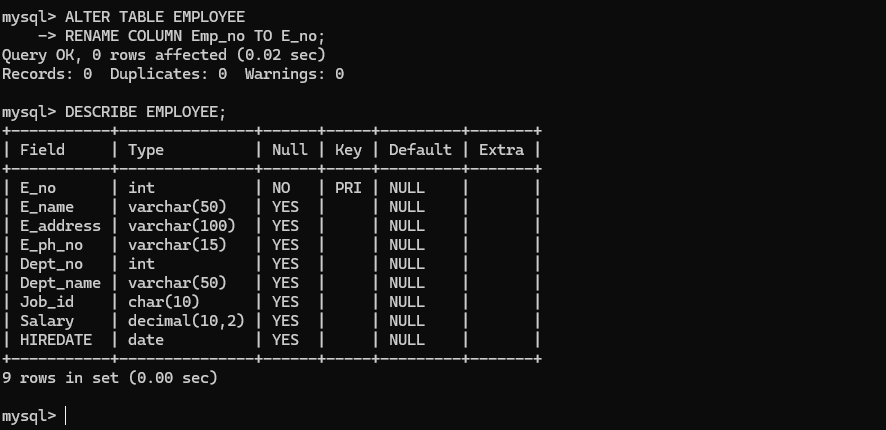 mysql> ALTER TABLE EMPLOYEE
    -> RENAME COLUMN Emp_no TO E_no;
Query OK, 0 rows affected (0.02 sec)
Records: 0  Duplicates: 0  Warnings: 0

mysql> DESCRIBE EMPLOYEE;
+-----------+---------------+------+-----+---------+-------+
| Field     | Type          | Null | Key | Default | Extra |
+-----------+---------------+------+-----+---------+-------+
| E_no      | int           | NO   | PRI | NULL    |       |
| E_name    | varchar(50)   | YES  |     | NULL    |       |
| E_address | varchar(100)  | YES  |     | NULL    |       |
| E_ph_no   | varchar(15)   | YES  |     | NULL    |       |
| Dept_no   | int           | YES  |     | NULL    |       |
| Dept_name | varchar(50)   | YES  |     | NULL    |       |
| Job_id    | char(10)      | YES  |     | NULL    |       |
| Salary    | decimal(10,2) | YES  |     | NULL    |       |
| HIREDATE  | date          | YES  |     | NULL    |       |
+-----------+---------------+------+-----+---------+-------+
9 rows in set (0.00 sec)

mysql>